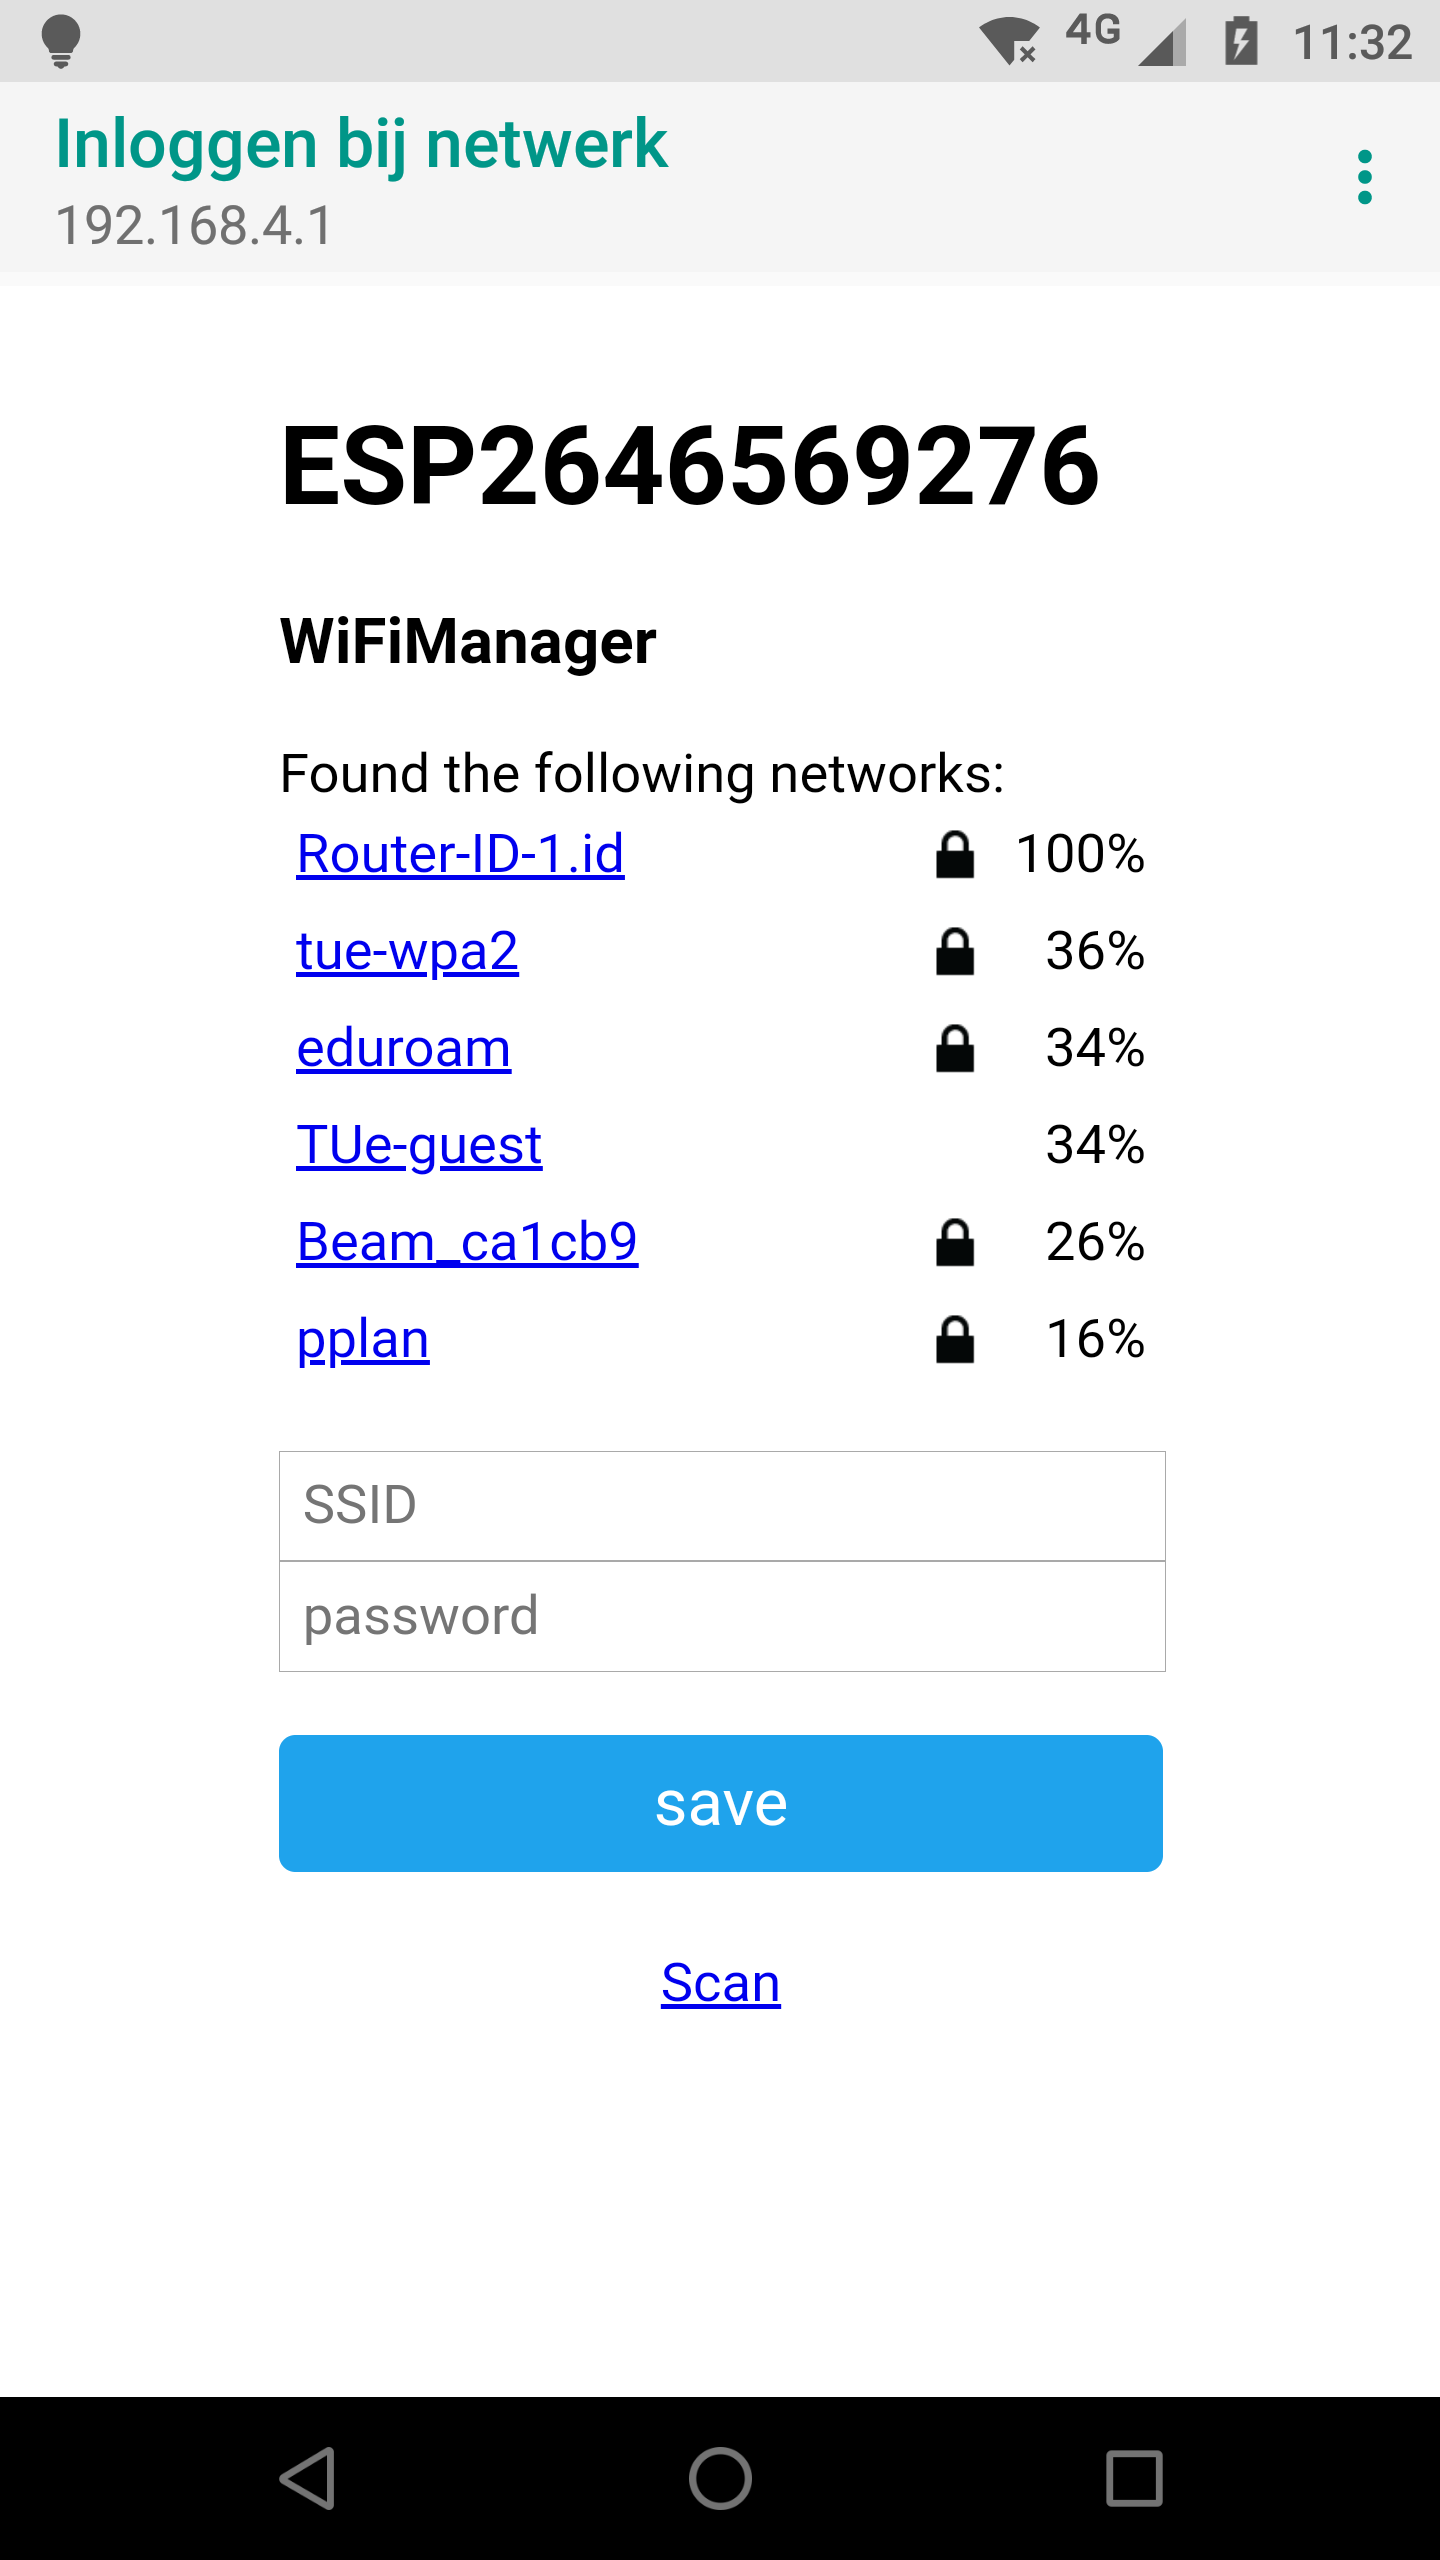 4G 11:32
Inloggen bij netwerk
192.168.4.1
ESP2646569276
WiFiManager
Found the following networks:
Router-ID-1.id 100%
tue-wpa2 36%
eduroam 34%
TUe-guest 34%
Beam_ca1cb9 26%
pplan 16%
SSID
password
save
Scan